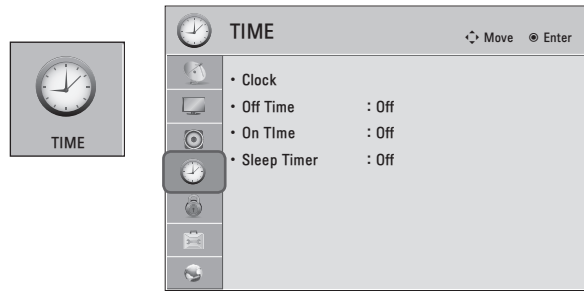 TIME
TIME Move Enter
• Clock
• Off Time : Off
• On TIme : Off
• Sleep Timer : Off